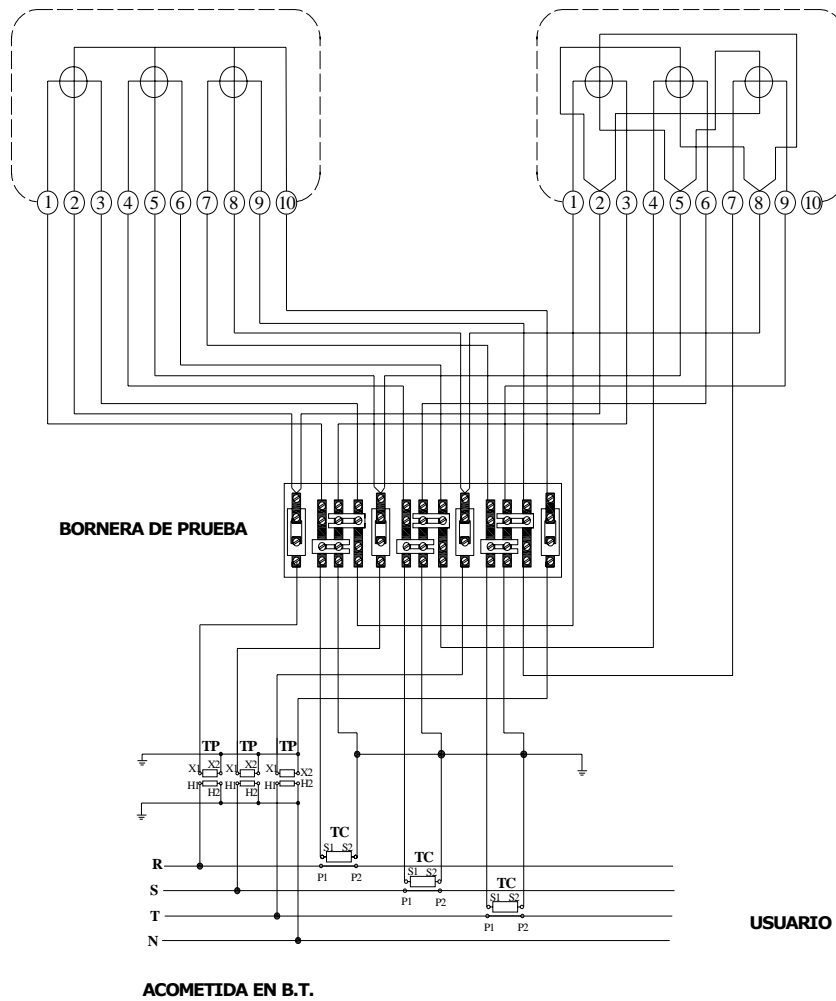 1 2 3 4 5 6 7 8 9 10
1 2 3 4 5 6 7 8 9 10
BORNERA DE PRUEBA
TP TP TP
X1 X2 X1 X2 X1 X2
H1 H2 H1 H2 H1 H2
TC
S1 S2
R
P1 P2
TC
S1 S2
S
P1 P2
TC
S1 S2
T
P1 P2
N
USUARIO
ACOMETIDA EN B.T.